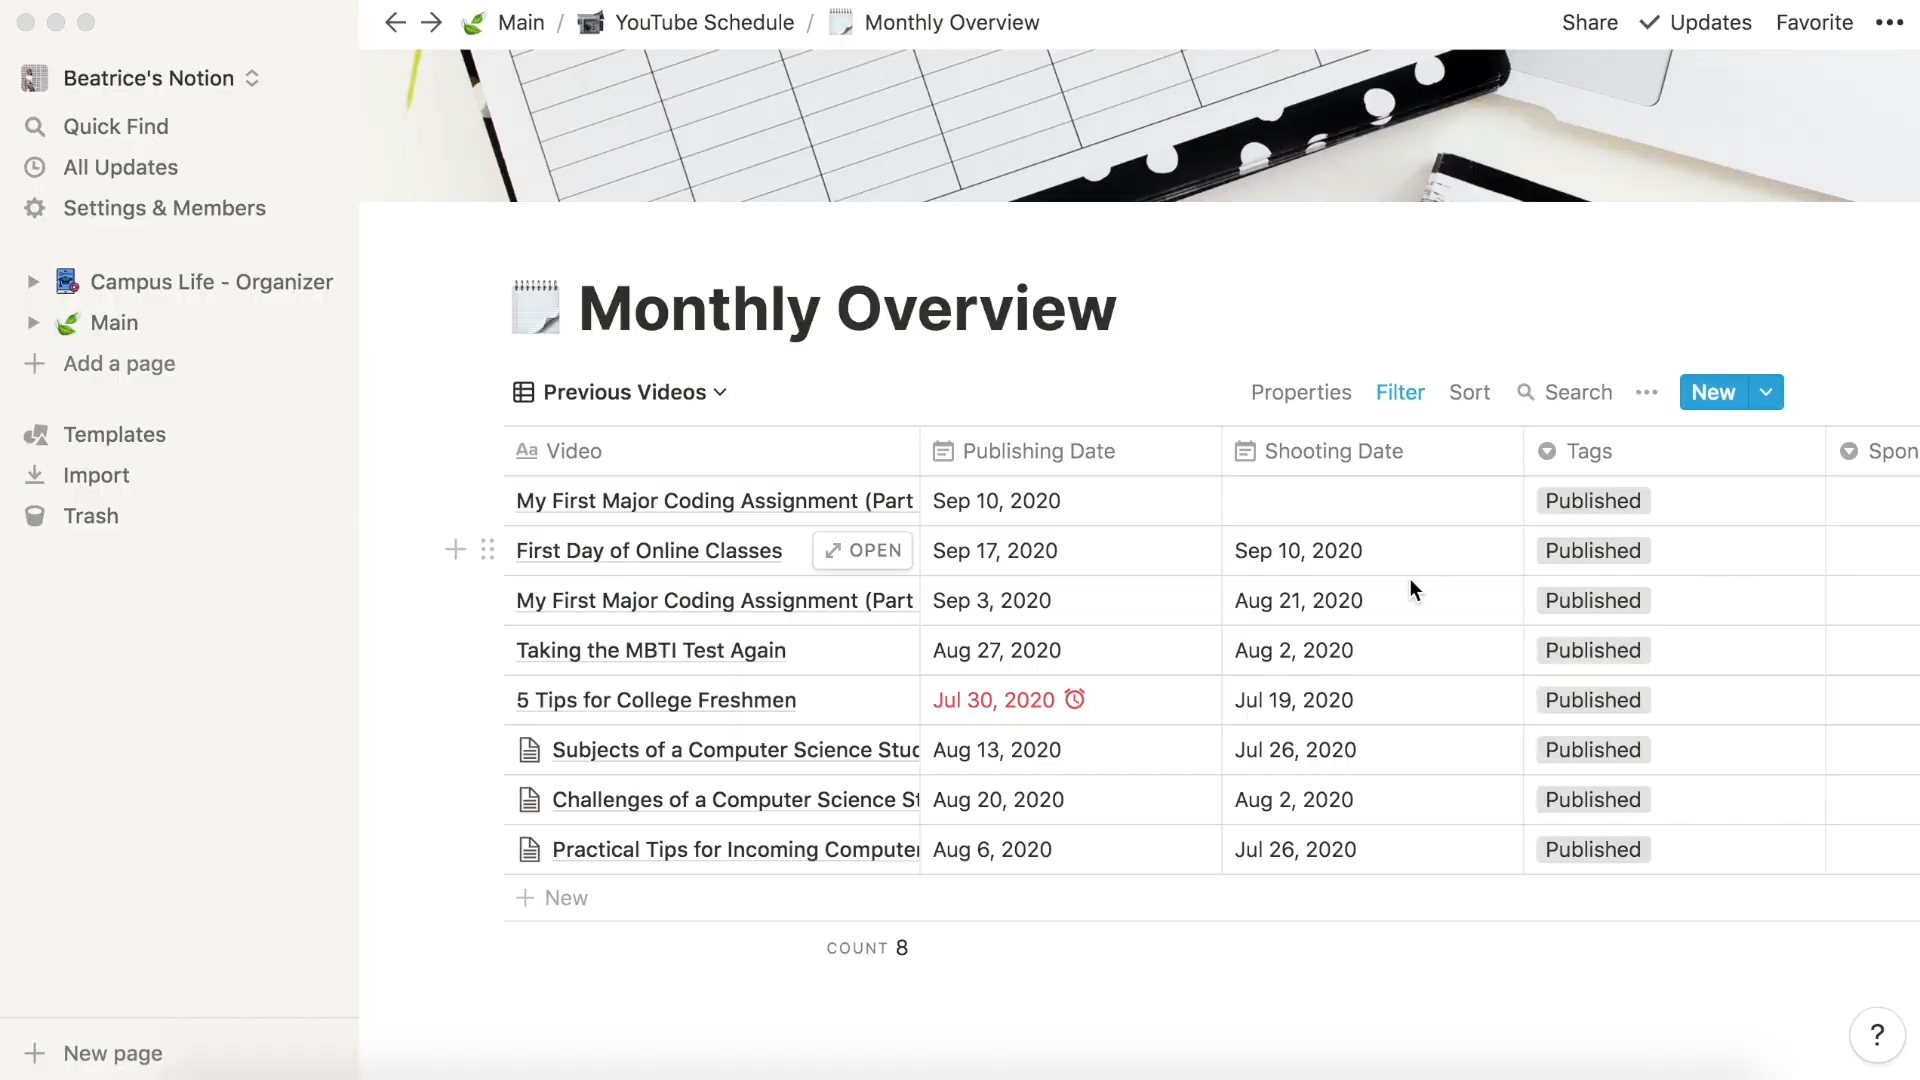 Main / YouTube Schedule / Monthly Overview Share Updates Favorite
Beatrice's Notion
Quick Find
All Updates
Settings & Members
Campus Life - Organizer
Main
Add a page
Templates
Import
Trash
New page
Monthly Overview
Previous Videos Properties Filter Sort Search New
Aa Video Publishing Date Shooting Date Tags Spon
My First Major Coding Assignment (Part Sep 10, 2020 Published
First Day of Online Classes OPEN Sep 17, 2020 Sep 10, 2020 Published
My First Major Coding Assignment (Part Sep 3, 2020 Aug 21, 2020 Published
Taking the MBTI Test Again Aug 27, 2020 Aug 2, 2020 Published
5 Tips for College Freshmen Jul 30, 2020 Jul 19, 2020 Published
Subjects of a Computer Science Stud Aug 13, 2020 Jul 26, 2020 Published
Challenges of a Computer Science St Aug 20, 2020 Aug 2, 2020 Published
Practical Tips for Incoming Computer Aug 6, 2020 Jul 26, 2020 Published
+ New
COUNT 8
?